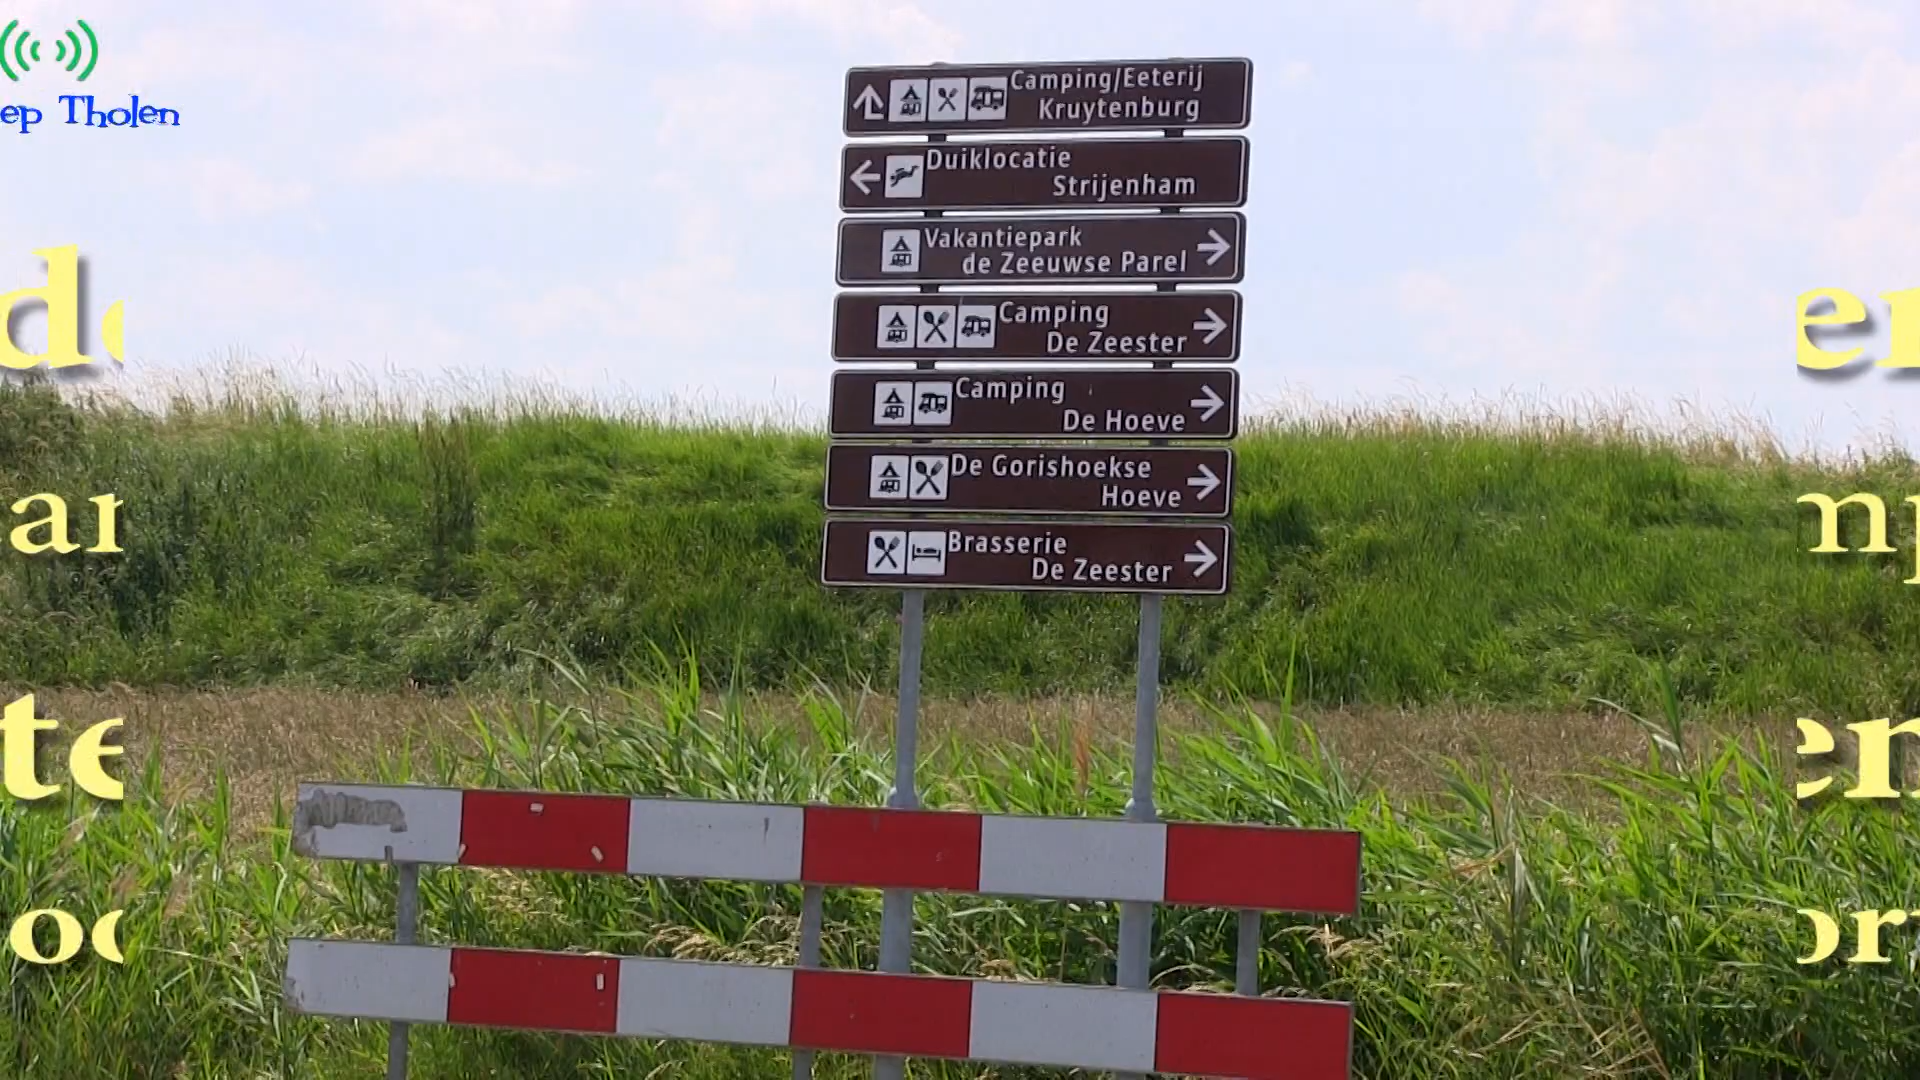 ep Tholen
Camping/Eeterij
Kruytenburg
Duiklocatie
Strijenham
Vakantiepark
de Zeeuwse Parel
Camping
De Zeester
Camping
De Hoeve
De Gorishoekse
Hoeve
Brasserie
De Zeester